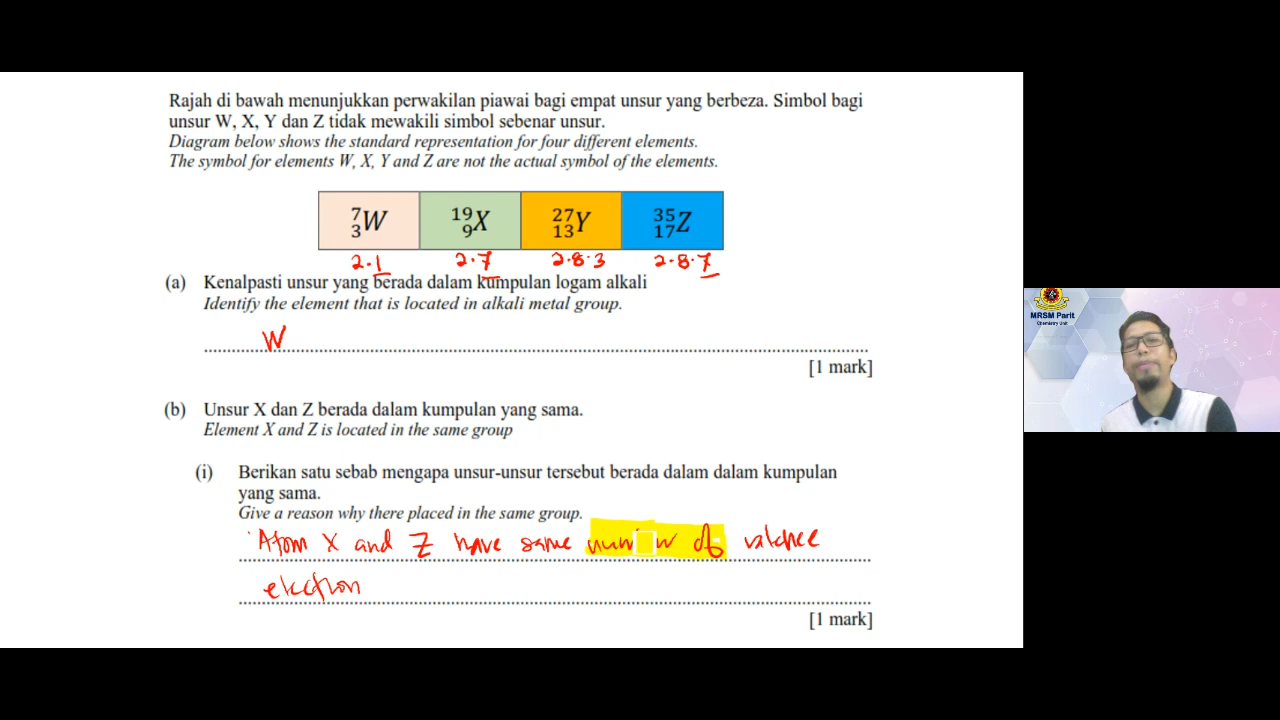 Rajah di bawah menunjukkan perwakilan piawai bagi empat unsur yang berbeza. Simbol bagi
unsur W, X, Y dan Z tidak mewakili simbol sebenar unsur.
Diagram below shows the standard representation for four different elements.
The symbol for elements W, X, Y and Z are not the actual symbol of the elements.
7 3 W 19 9 X 27 13 Y 35 17 Z
2.1 2.7 2.8.3 2.8.7
(a) Kenalpasti unsur yang berada dalam kumpulan logam alkali
Identify the element that is located in alkali metal group.
W
[1 mark]
(b) Unsur X dan Z berada dalam kumpulan yang sama.
Element X and Z is located in the same group
(i) Berikan satu sebab mengapa unsur-unsur tersebut berada dalam dalam kumpulan
yang sama.
Give a reason why there placed in the same group.
Atom X and Z have same of valence
electron
[1 mark]
MRSM Parit
Chemistry Unit